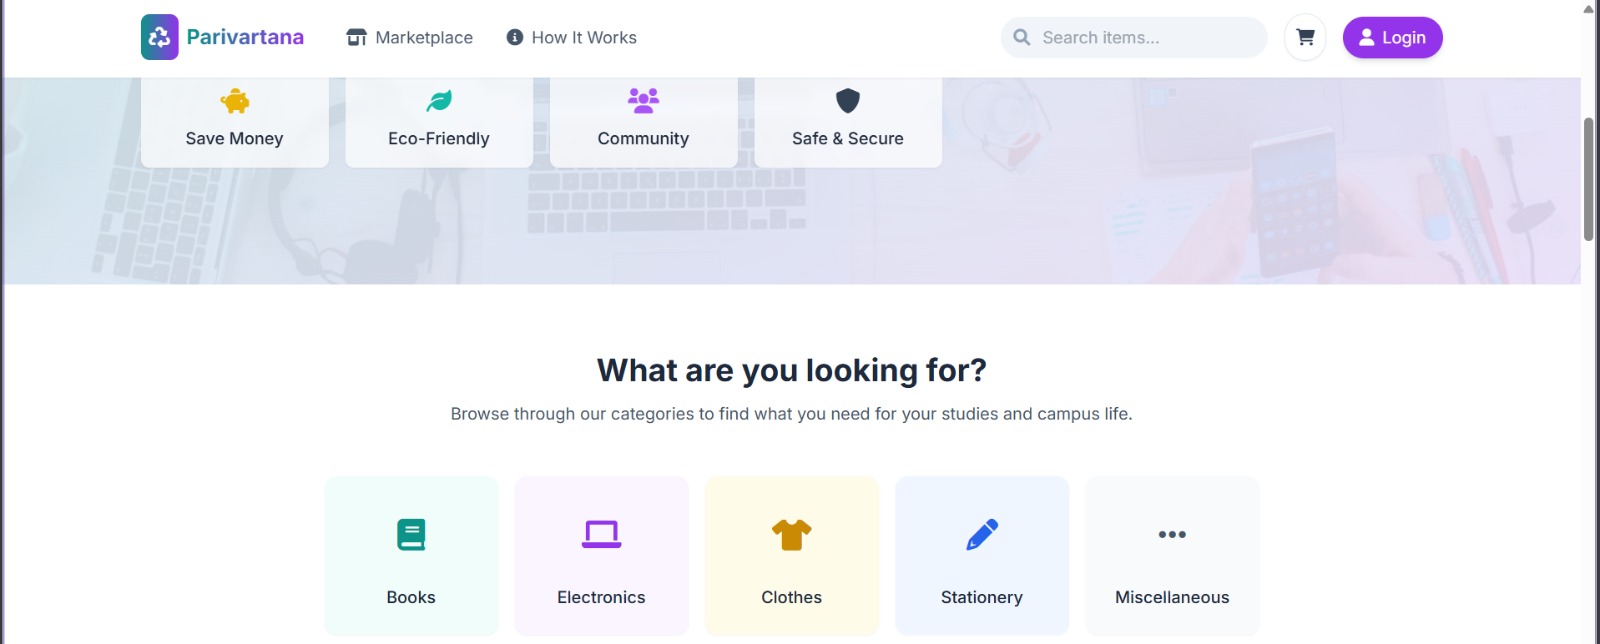 Parivartana
Marketplace
How It Works
Search items...
Login
Save Money
Eco-Friendly
Community
Safe & Secure
What are you looking for?
Browse through our categories to find what you need for your studies and campus life.
Books
Electronics
Clothes
Stationery
Miscellaneous